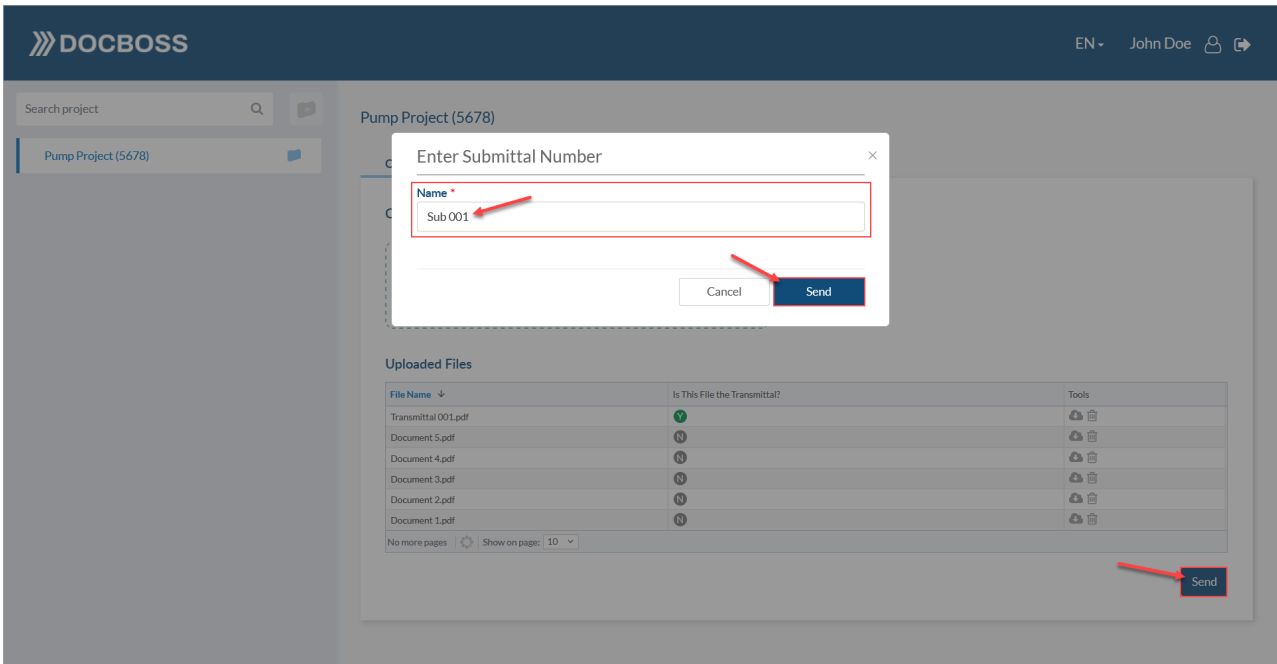 DOCBOSS
EN
John Doe
Search project
Pump Project (5678)
Pump Project (5678)
Enter Submittal Number
×
Name *
Sub 001
Cancel
Send
Uploaded Files
File Name
Is This File the Transmittal?
Tools
Transmittal 001.pdf
Y
Document 5.pdf
N
Document 4.pdf
N
Document 3.pdf
N
Document 2.pdf
N
Document 1.pdf
N
No more pages
Show on page: 10
Send